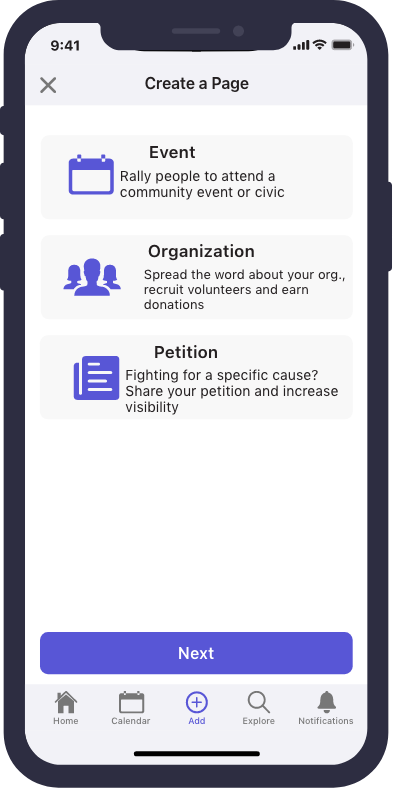 9:41
Create a Page
Event
Rally people to attend a
community event or civic
Organization
Spread the word about your org.,
recruit volunteers and earn
donations
Petition
Fighting for a specific cause?
Share your petition and increase
visibility
Next
Home Calendar Add Explore Notifications